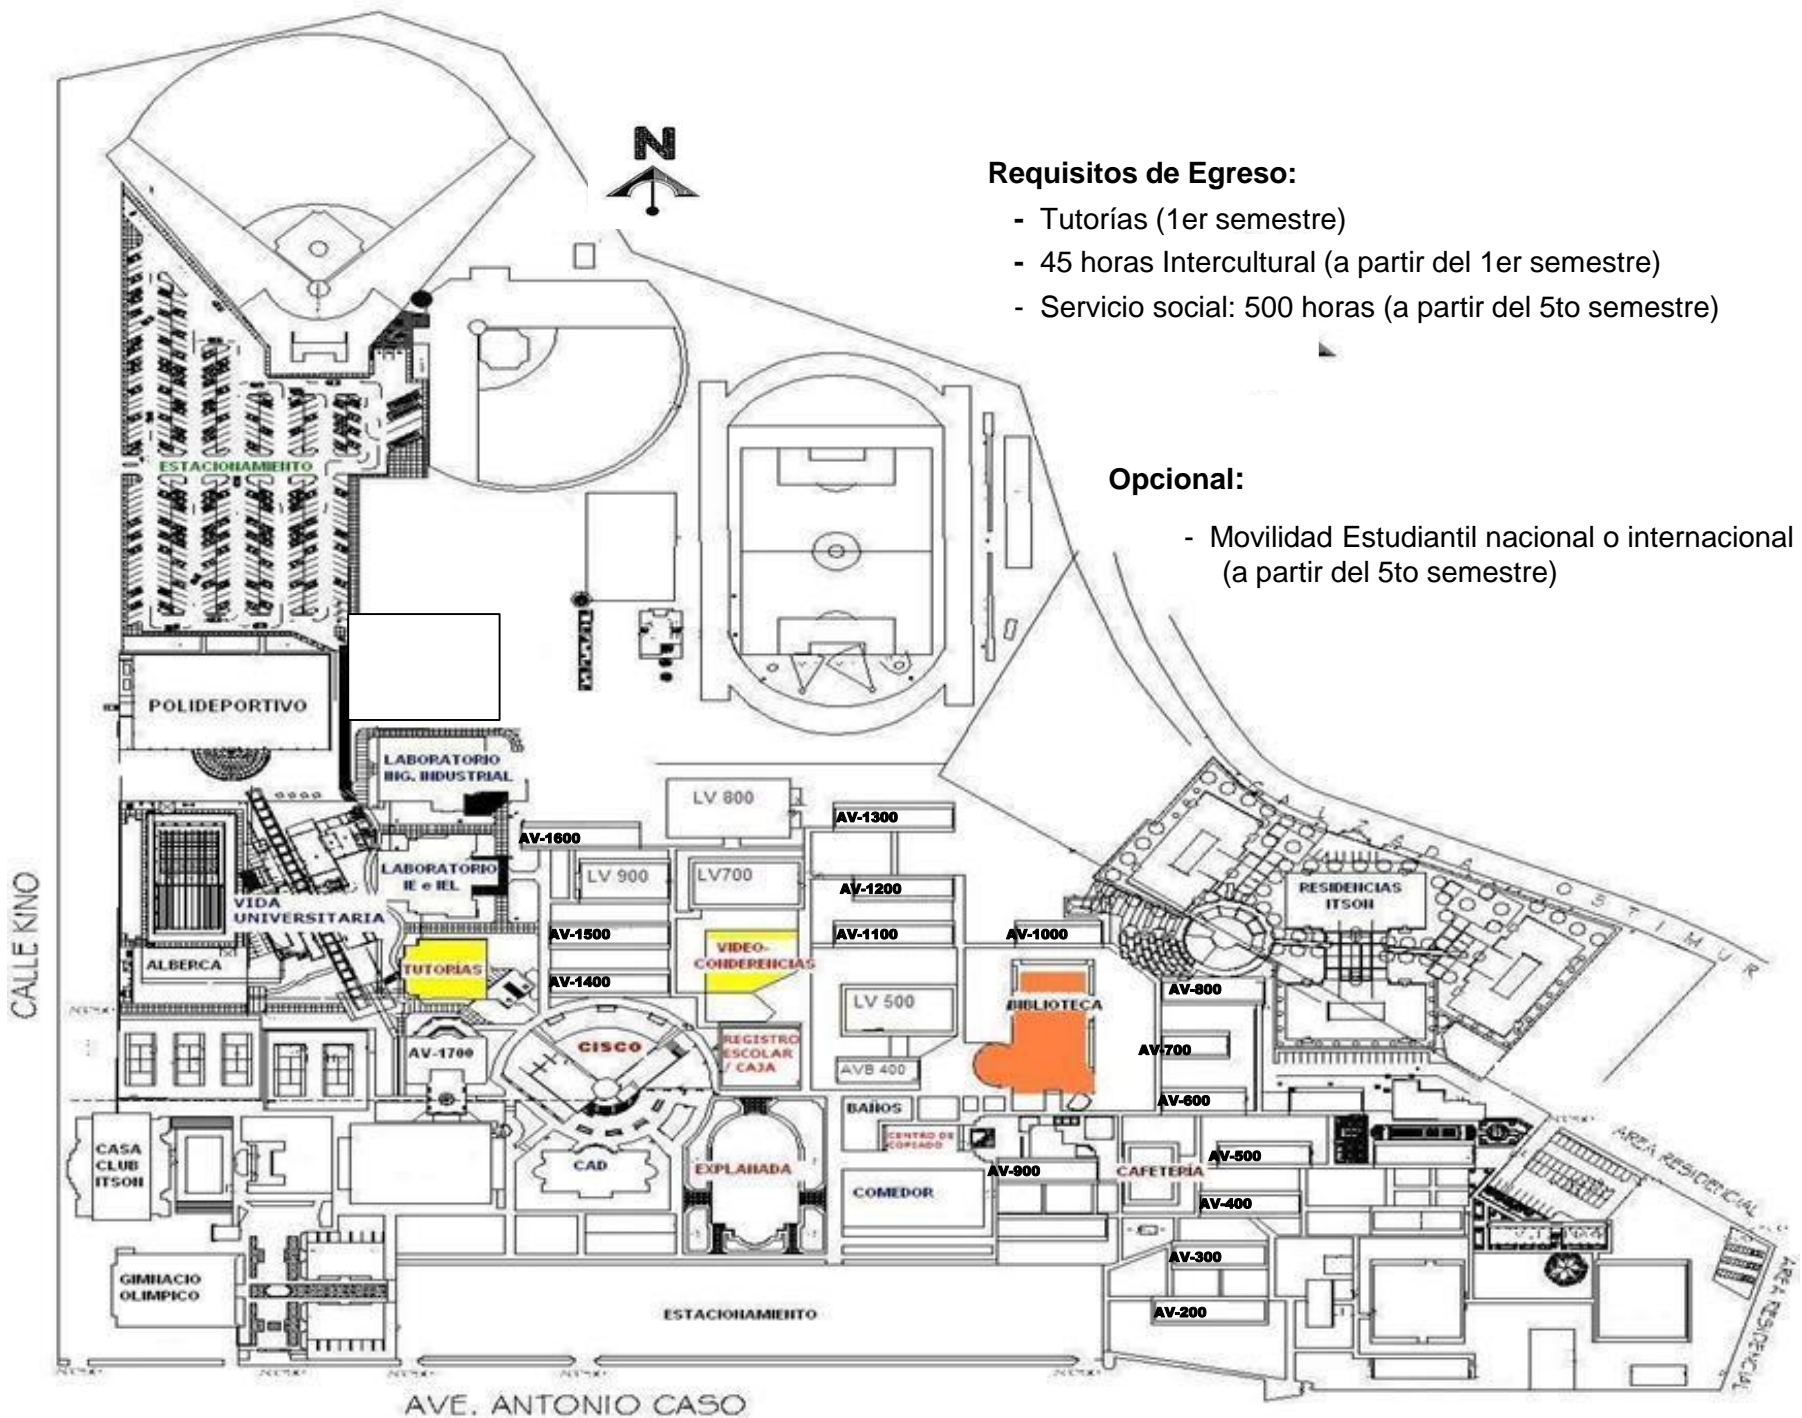 N
Requisitos de Egreso:
- Tutorías (1er semestre)
- 45 horas Intercultural (a partir del 1er semestre)
- Servicio social: 500 horas (a partir del 5to semestre)
ESTACIONAMIENTO
Opcional:
- Movilidad Estudiantil nacional o internacional
(a partir del 5to semestre)
POLIDEPORTIVO
LABORATORIO
ING. INDUSTRIAL
LV 800
AV-1300
AV-1600
LABORATORIO
IE e IEL
LV 900
LV700
AV-1200
RESIDENCIAS
ITSON
CALZADA
OSTIMURI
VIDA
UNIVERSITARIA
AV-1500
VIDEO-
CONDERENCIAS
AV-1100
AV-1000
ALBERCA
TUTORÍAS
AV-1400
LV 500
BIBLIOTECA
AV-800
CALLE KINO
AV-1700
CISCO
REGISTRO
ESCOLAR
/ CAJA
AVB 400
AV-700
AV-600
BAÑOS
CENTRO DE
COPIADO
CASA
CLUB
ITSON
CAD
EXPLANADA
COMEDOR
AV-900
CAFETERÍA
AV-500
AV-400
AREA RESIDENCIAL
AV-300
GIMNACIO
OLIMPICO
ESTACIONAMIENTO
AV-200
AREA RESIDENCIAL
AVE. ANTONIO CASO